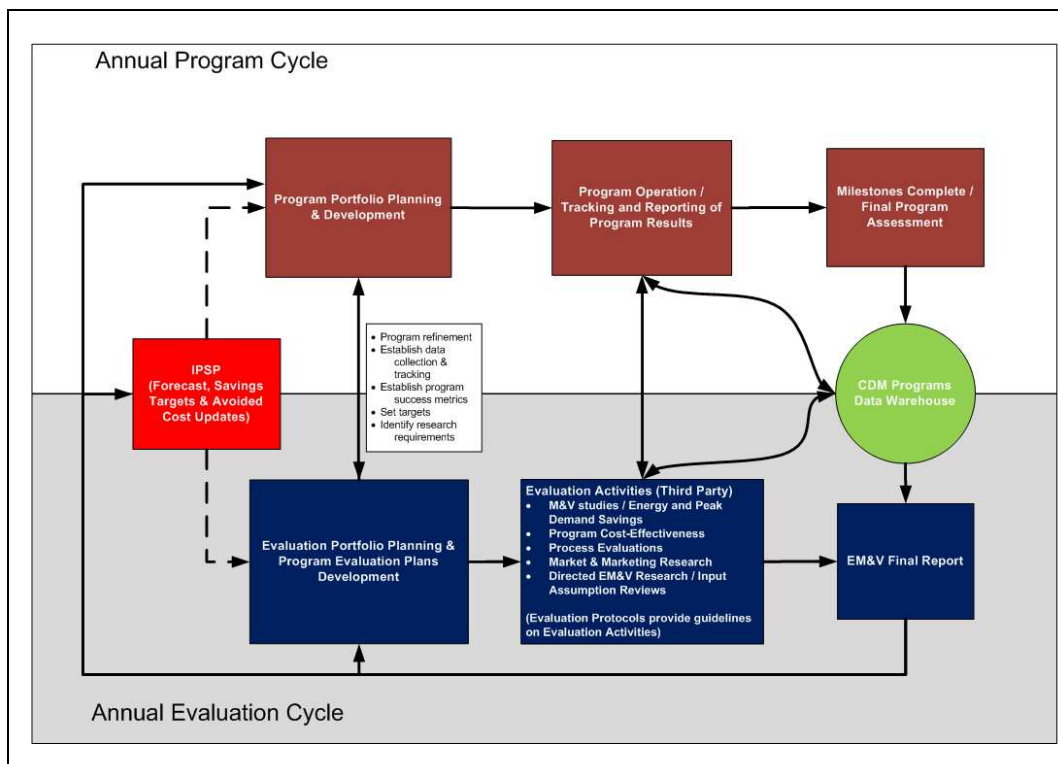 Annual Program Cycle
Program Portfolio Planning
& Development
Program Operation /
Tracking and Reporting of
Program Results
Milestones Complete /
Final Program
Assessment
IPSP
(Forecast, Savings
Targets & Avoided
Cost Updates)
• Program refinement
• Establish data
collection &
tracking
• Establish program
success metrics
• Set targets
• Identify research
requirements
CDM Programs
Data Warehouse
Evaluation Portfolio Planning &
Program Evaluation Plans
Development
Evaluation Activities (Third Party)
• M&V studies / Energy and Peak
Demand Savings
• Program Cost-Effectiveness
• Process Evaluations
• Market & Marketing Research
• Directed EM&V Research / Input
Assumption Reviews
(Evaluation Protocols provide guidelines
on Evaluation Activities)
EM&V Final Report
Annual Evaluation Cycle